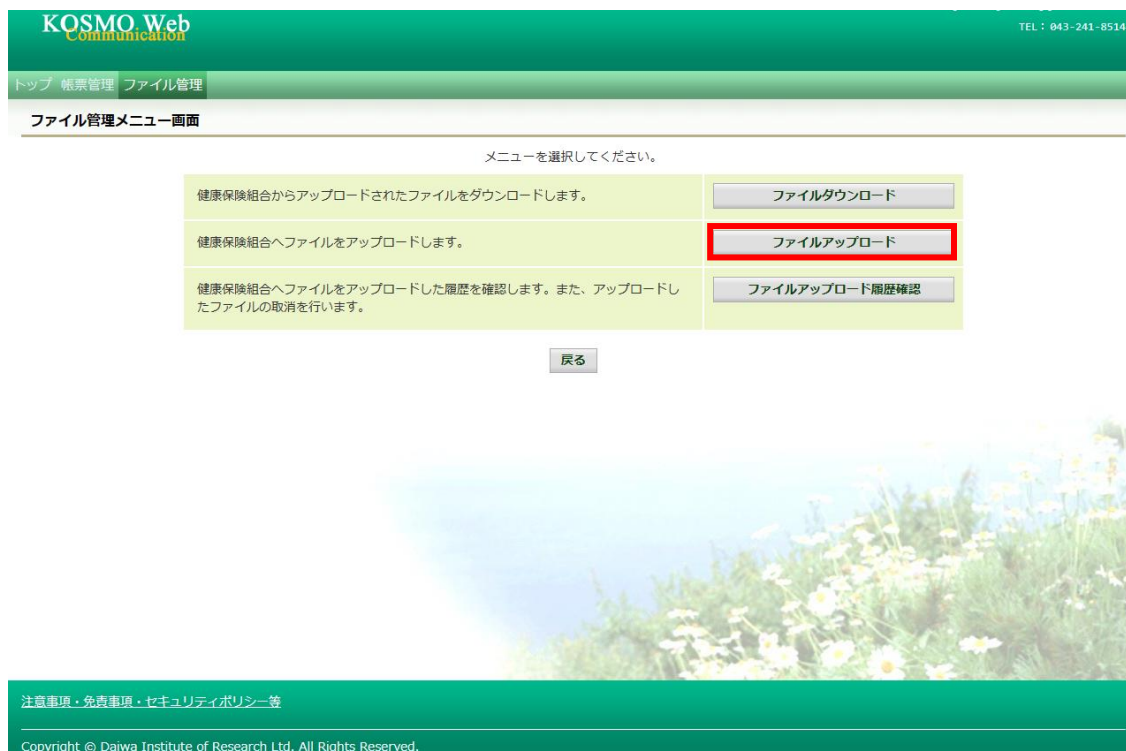 KOSMO Web
Communication
TEL：043-241-8514
トップ 帳票管理 ファイル管理
ファイル管理メニュー画面
メニューを選択してください。
健康保険組合からアップロードされたファイルをダウンロードします。
ファイルダウンロード
健康保険組合へファイルをアップロードします。
ファイルアップロード
健康保険組合へファイルをアップロードした履歴を確認します。また、アップロードし
たファイルの取消を行います。
ファイルアップロード履歴確認
戻る
注意事項・免責事項・セキュリティポリシー等
Copyright © Daiwa Institute of Research Ltd. All Rights Reserved.